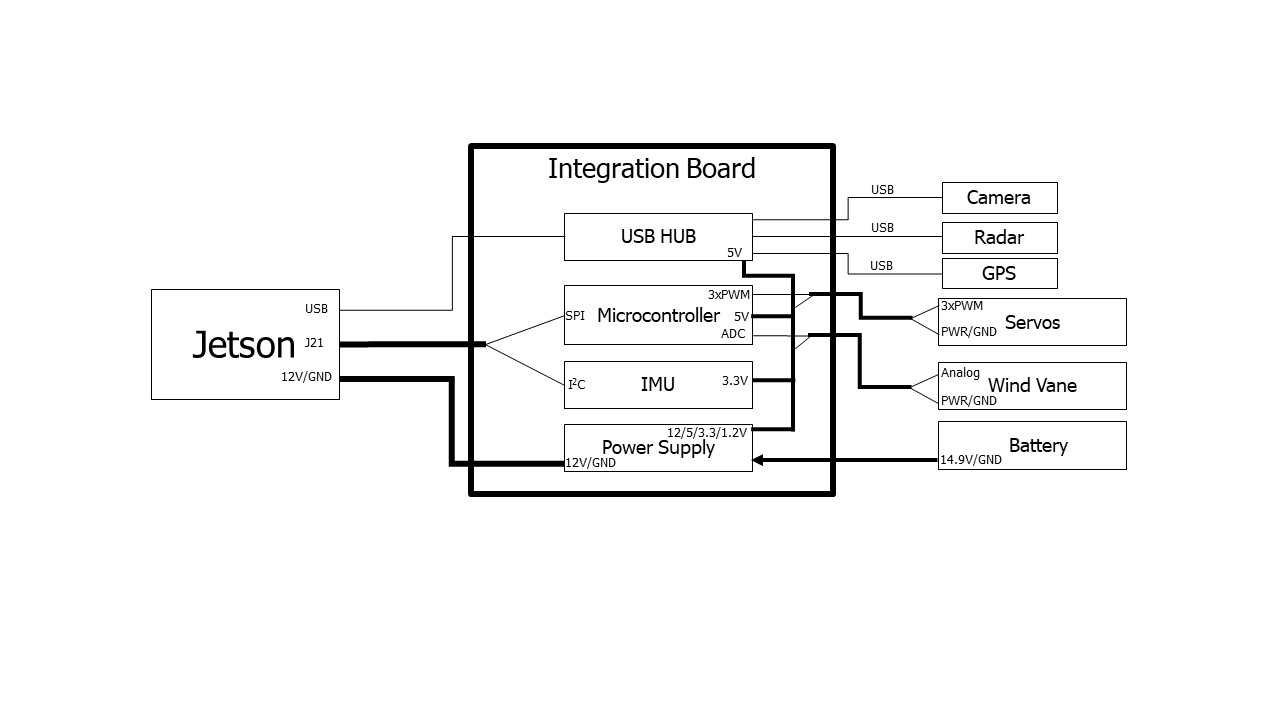 Integration Board
USB HUB
5V
USB
Camera
USB
Radar
USB
GPS
Jetson
USB
J21
12V/GND
SPI
Microcontroller
3xPWM
5V
ADC
3xPWM
Servos
PWR/GND
I²C
IMU
3.3V
Analog
Wind Vane
PWR/GND
12/5/3.3/1.2V
Power Supply
12V/GND
Battery
14.9V/GND